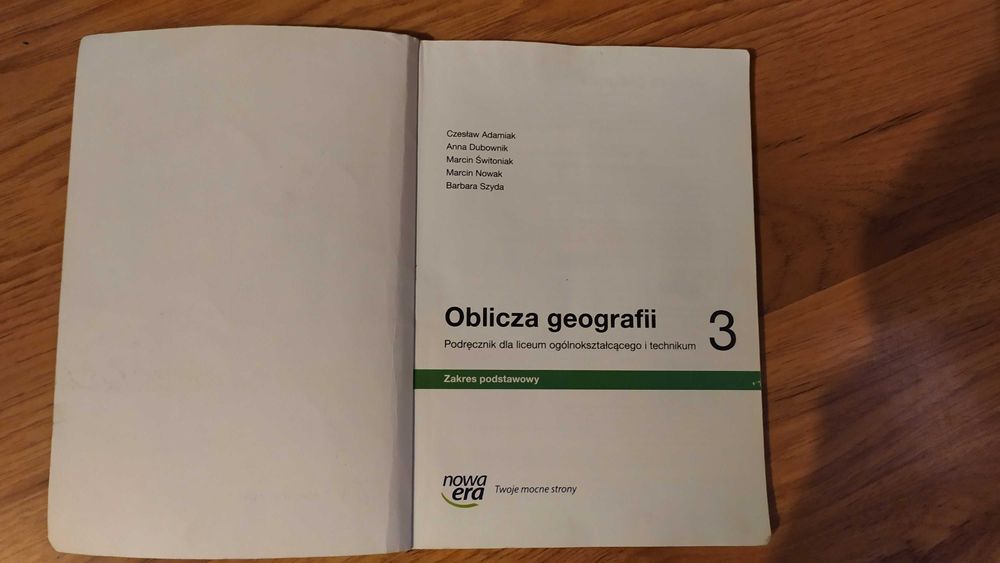 Czesław Adamiak
Anna Dubownik
Marcin Świtoniak
Marcin Nowak
Barbara Szyda
Oblicza geografii 3
Podręcznik dla liceum ogólnokształcącego i technikum
Zakres podstawowy
nowa
era
Twoje mocne strony